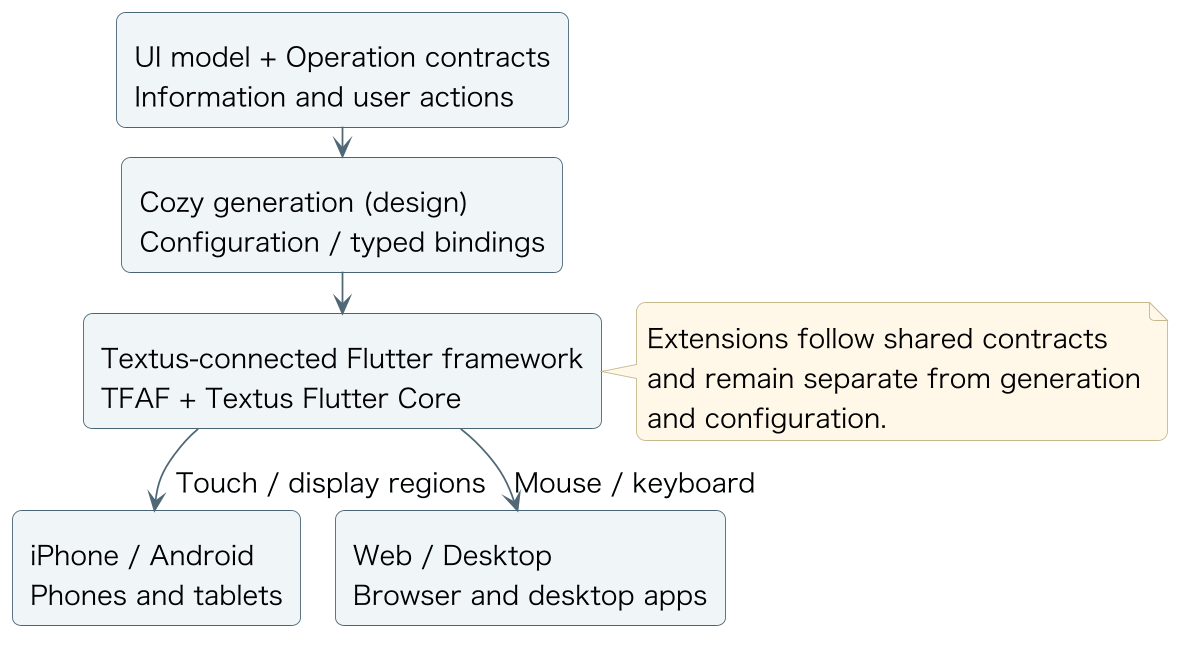 UI model + Operation contracts
Information and user actions
Cozy generation (design)
Configuration / typed bindings
Textus-connected Flutter framework
TFAF + Textus Flutter Core
Extensions follow shared contracts
and remain separate from generation
and configuration.
Touch / display regions
Mouse / keyboard
iPhone / Android
Phones and tablets
Web / Desktop
Browser and desktop apps